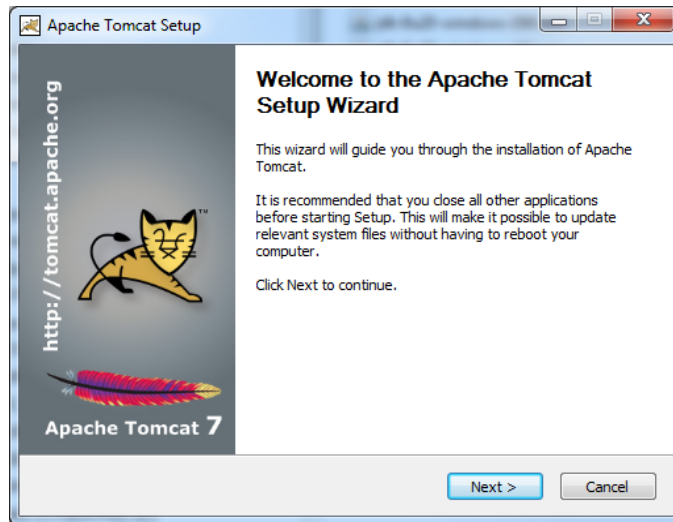 Apache Tomcat Setup
http://tomcat.apache.org
TM
Apache Tomcat 7
Welcome to the Apache Tomcat
Setup Wizard
This wizard will guide you through the installation of Apache
Tomcat.
It is recommended that you close all other applications
before starting Setup. This will make it possible to update
relevant system files without having to reboot your
computer.
Click Next to continue.
Next >
Cancel